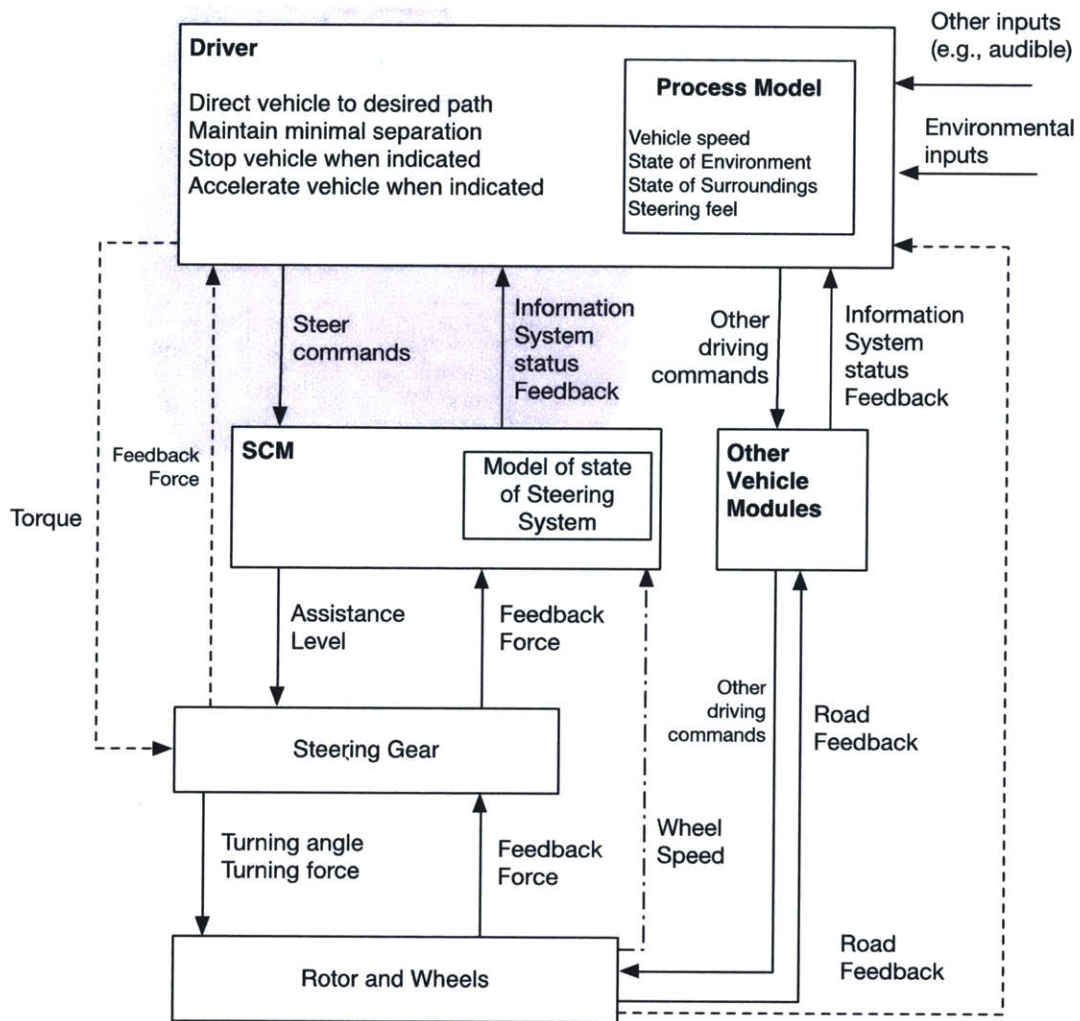 Driver
Direct vehicle to desired path
Maintain minimal separation
Stop vehicle when indicated
Accelerate vehicle when indicated
Process Model
Vehicle speed
State of Environment
State of Surroundings
Steering feel
Other inputs
(e.g., audible)
Environmental
inputs
Steer
commands
Information
System
status
Feedback
Other
driving
commands
Information
System
status
Feedback
Feedback
Force
Torque
SCM
Model of state
of Steering
System
Other
Vehicle
Modules
Assistance
Level
Feedback
Force
Other
driving
commands
Road
Feedback
Steering Gear
Turning angle
Turning force
Feedback
Force
Wheel
Speed
Rotor and Wheels
Road
Feedback